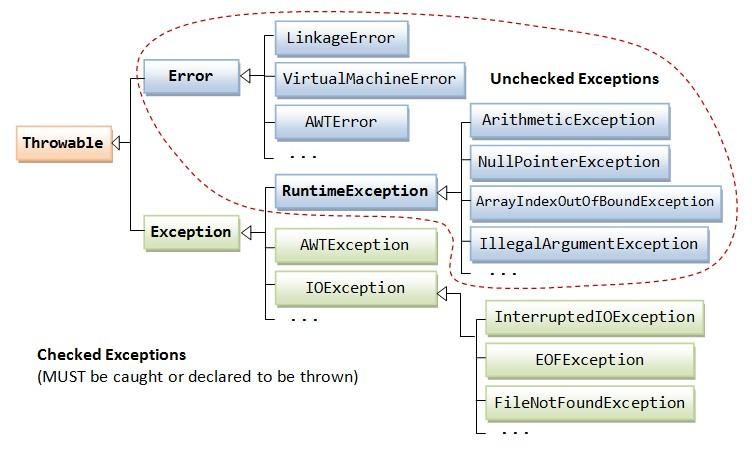 LinkageError
Error
VirtualMachineError
Unchecked Exceptions
AWTError
ArithmeticException
Throwable
...
NullPointerException
RuntimeException
ArrayIndexOutOfBoundException
Exception
AWTException
IllegalArgumentException
...
IOException
...
InterruptedIOException
Checked Exceptions
(MUST be caught or declared to be thrown)
EOFException
FileNotFoundException
...